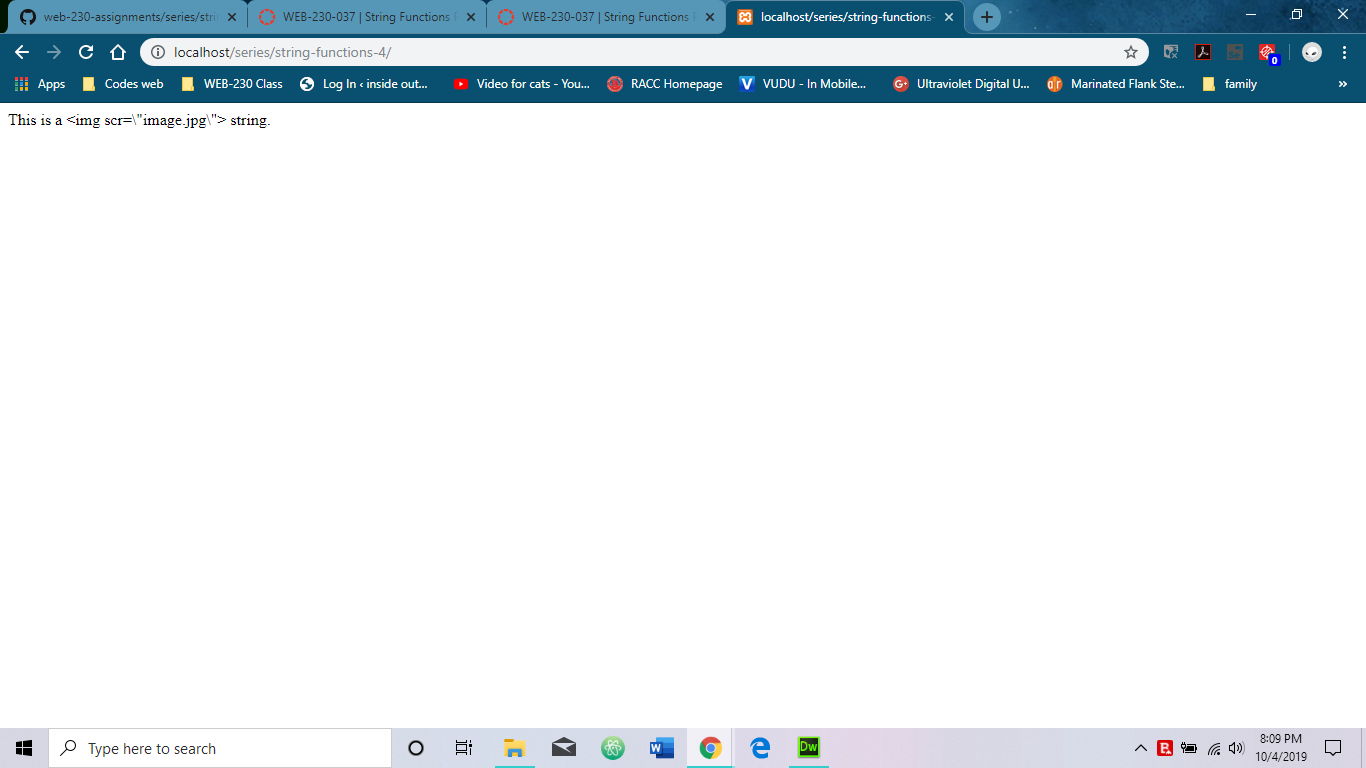 web-230-assignments/series/stri
WEB-230-037 | String Functions
WEB-230-037 | String Functions
localhost/series/string-functions-
localhost/series/string-functions-4/
Apps
Codes web
WEB-230 Class
Log In ‹ inside out...
Video for cats - You...
RACC Homepage
VUDU - In Mobile...
Ultraviolet Digital U...
Marinated Flank Ste...
family
»
0
This is a <img scr=\"image.jpg\"> string.
Type here to search
Dw
8:09 PM
10/4/2019